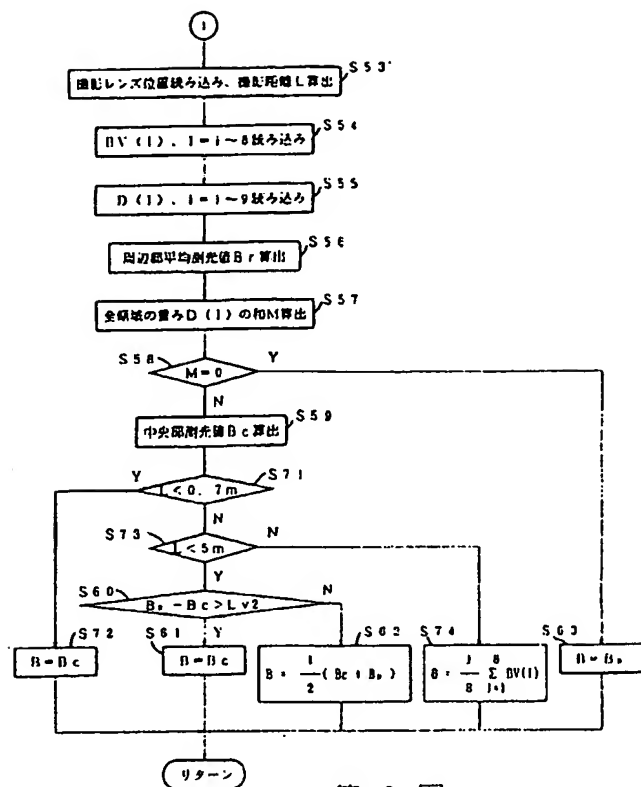 1
S53'
撮影レンズ位置読み込み、撮影距離L算出
S54
BV(I)、I=1~8読み込み
S55
D(I)、I=1~9読み込み
S56
周辺部平均測光値Br算出
S57
全領域の重みD(I)の和M算出
S58
M=0
Y
N
S59
中央部測光値Bc算出
S71
Y
L<0.7m
N
S73
L<5m
N
Y
S60
Br-Bc>Lv2
N
Y
S72
B=Bc
S61
B=Bc
S62
B=1/2(Bc+Br)
S74
B=1/8 8 Σ I=1 BV(I)
S63
B=Br
リターン